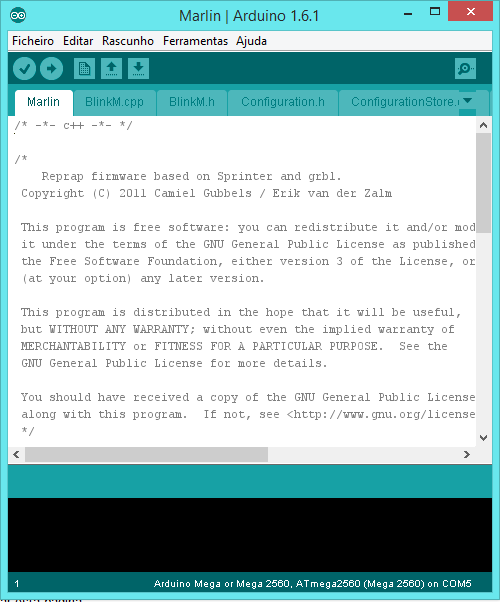 Marlin | Arduino 1.6.1
Ficheiro Editar Rascunho Ferramentas Ajuda
Marlin BlinkM.cpp BlinkM.h Configuration.h ConfigurationStore.
/* -*- c++ -*- */
/*
Reprap firmware based on Sprinter and grbl.
Copyright (C) 2011 Camiel Gubbels / Erik van der Zalm
This program is free software: you can redistribute it and/or mod
it under the terms of the GNU General Public License as published
the Free Software Foundation, either version 3 of the License, or
(at your option) any later version.
This program is distributed in the hope that it will be useful,
but WITHOUT ANY WARRANTY; without even the implied warranty of
MERCHANTABILITY or FITNESS FOR A PARTICULAR PURPOSE.  See the
GNU General Public License for more details.
You should have received a copy of the GNU General Public License
along with this program.  If not, see <http://www.gnu.org/license
*/
1 Arduino Mega or Mega 2560, ATmega2560 (Mega 2560) on COM5